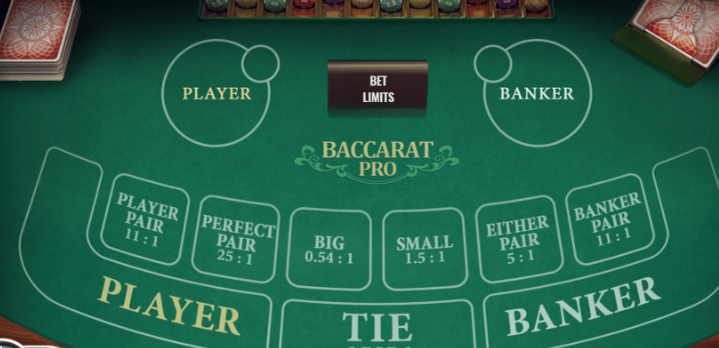 PLAYER
BET
LIMITS
BANKER
BACCARAT
PRO
PLAYER
PAIR
11 : 1
PERFECT
PAIR
25 : 1
BIG
0.54 : 1
SMALL
1.5 : 1
EITHER
PAIR
5 : 1
BANKER
PAIR
11 : 1
PLAYER
TIE
BANKER